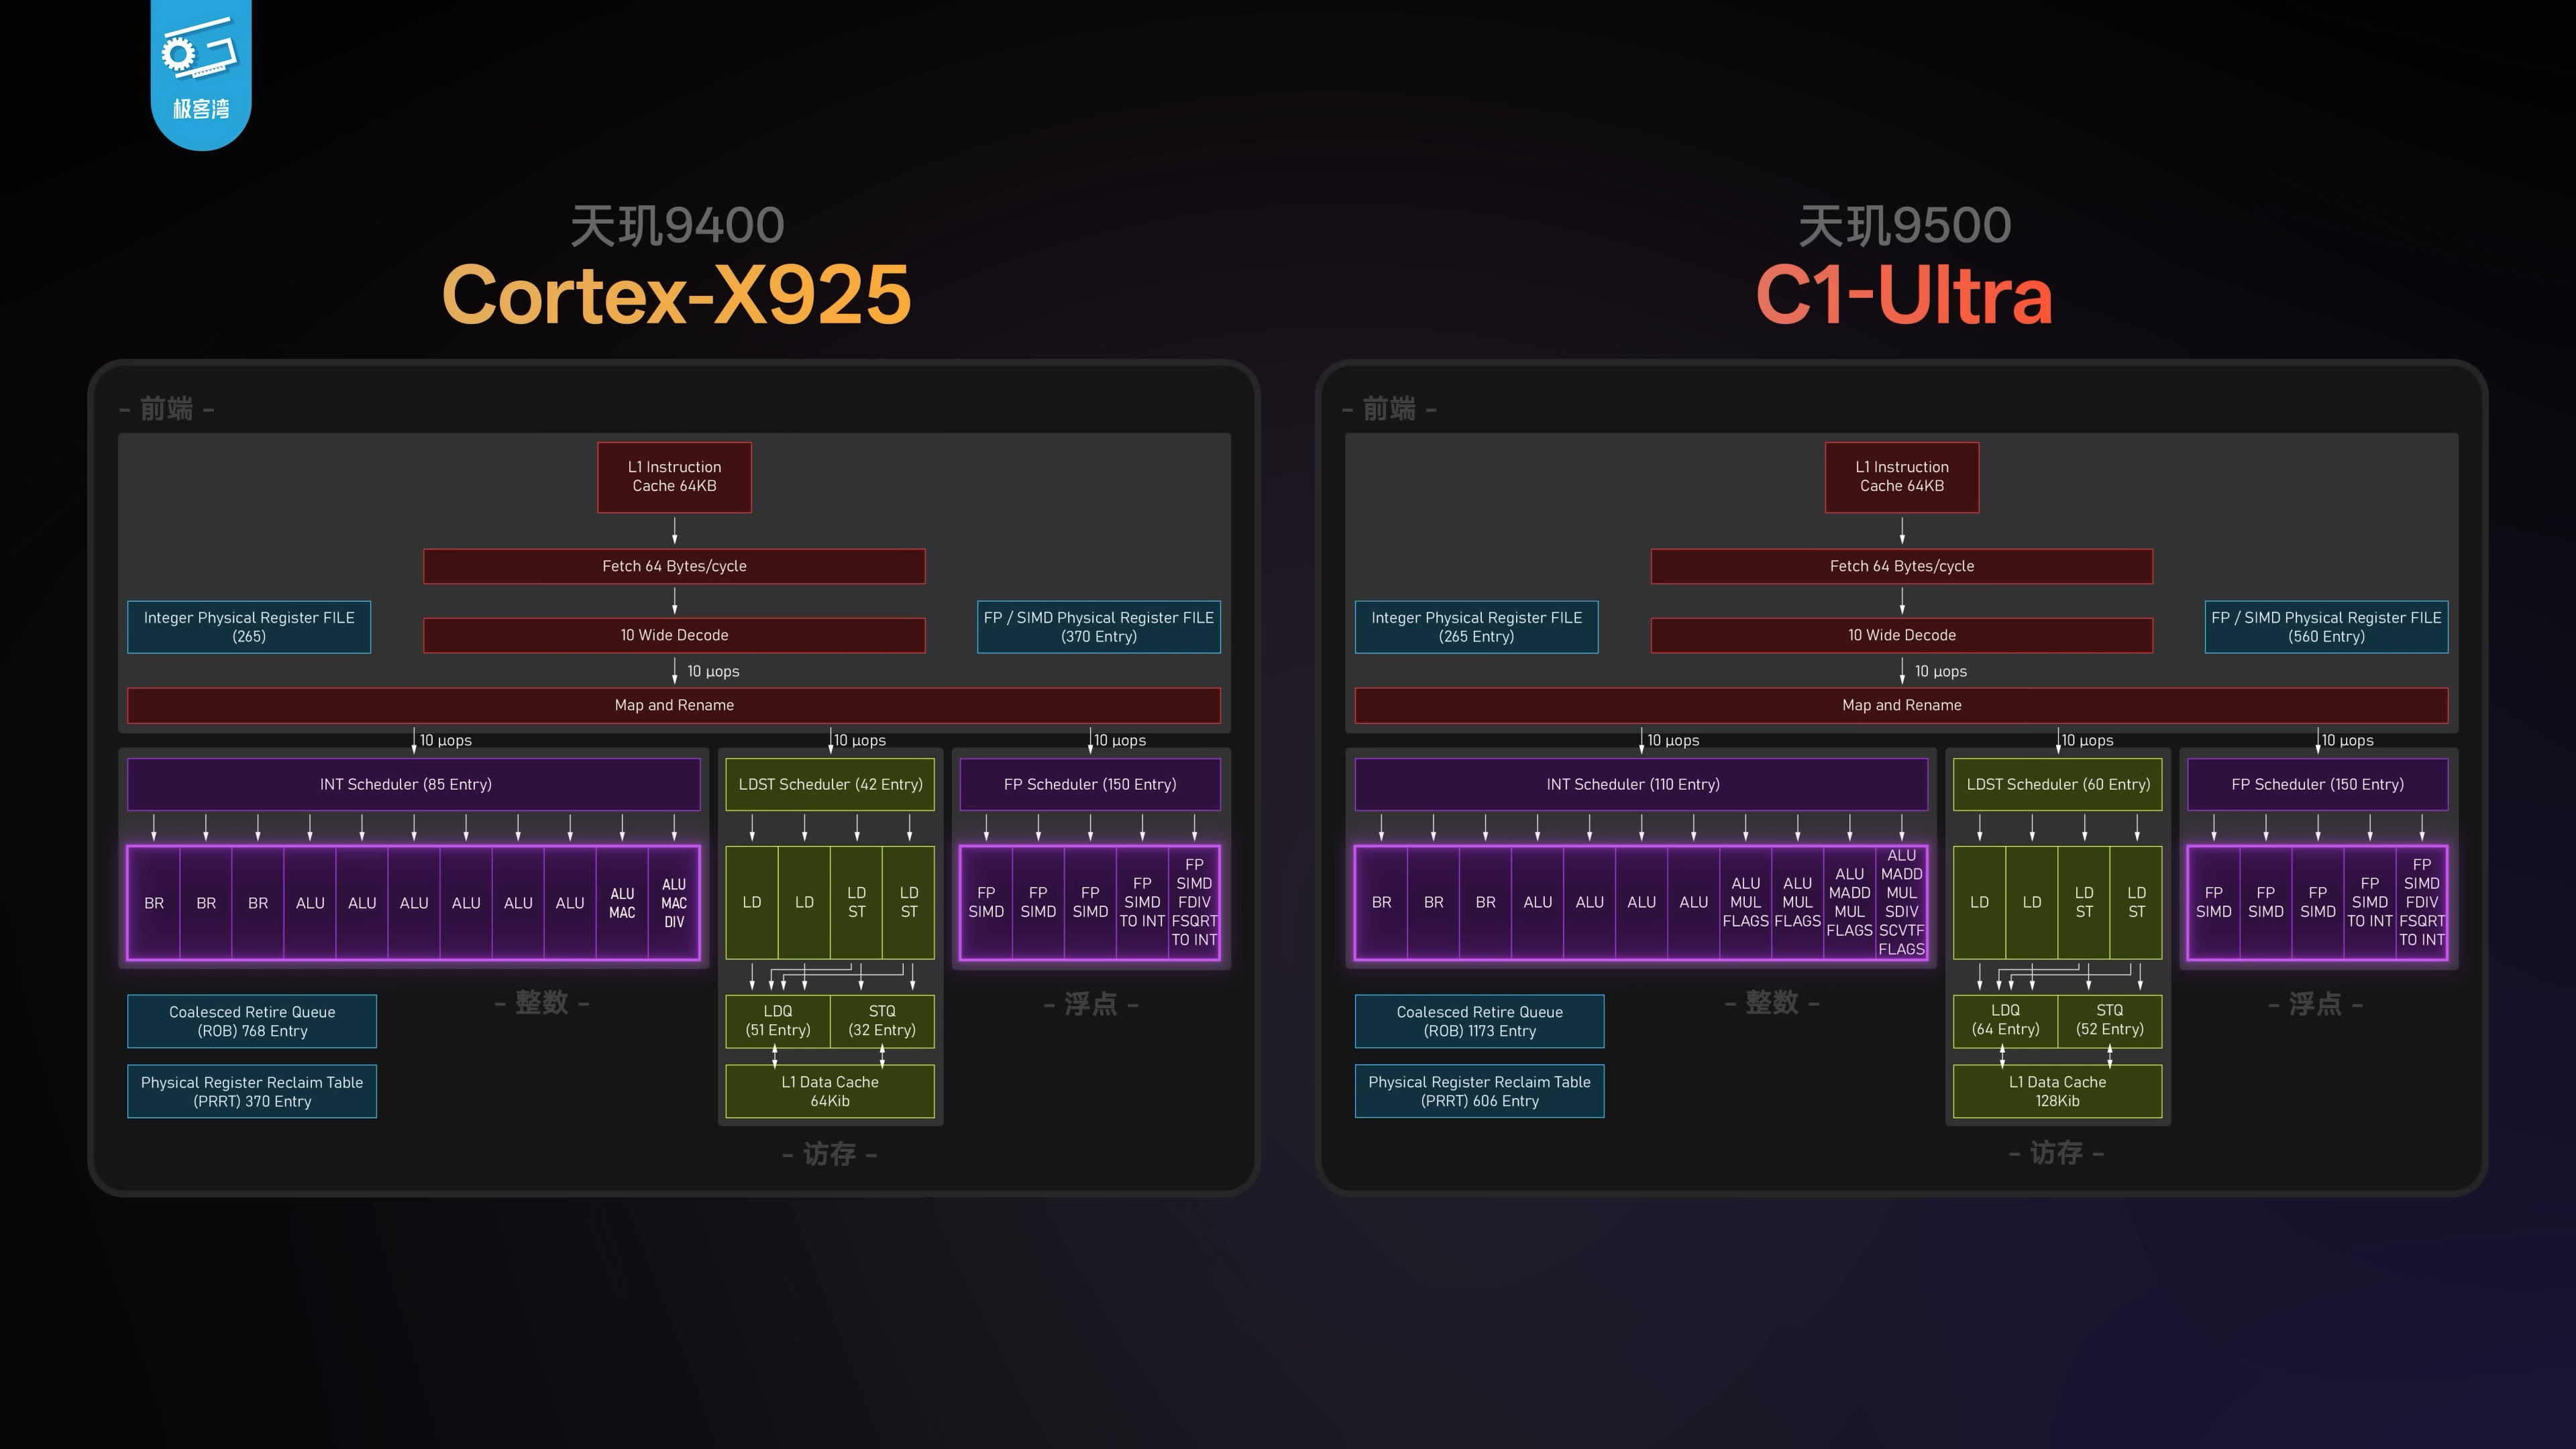 极客湾
天玑9400
Cortex-X925
- 前端 -
L1 Instruction
Cache 64KB
Fetch 64 Bytes/cycle
Integer Physical Register FILE
(265)
10 Wide Decode
FP / SIMD Physical Register FILE
(370 Entry)
10 μops
Map and Rename
10 μops
10 μops
10 μops
INT Scheduler (85 Entry)
LDST Scheduler (42 Entry)
FP Scheduler (150 Entry)
BR
BR
BR
ALU
ALU
ALU
ALU
ALU
ALU
ALU
MAC
ALU
MAC
DIV
LD
LD
LD
ST
LD
ST
FP
SIMD
FP
SIMD
FP
SIMD
FP
SIMD
TO INT
FP
SIMD
FDIV
FSQRT
TO INT
- 整数 -
- 浮点 -
Coalesced Retire Queue
(ROB) 768 Entry
LDQ
(51 Entry)
STQ
(32 Entry)
Physical Register Reclaim Table
(PRRT) 370 Entry
L1 Data Cache
64Kib
- 访存 -
天玑9500
C1-Ultra
- 前端 -
L1 Instruction
Cache 64KB
Fetch 64 Bytes/cycle
Integer Physical Register FILE
(265 Entry)
10 Wide Decode
FP / SIMD Physical Register FILE
(560 Entry)
10 μops
Map and Rename
10 μops
10 μops
10 μops
INT Scheduler (110 Entry)
LDST Scheduler (60 Entry)
FP Scheduler (150 Entry)
BR
BR
BR
ALU
ALU
ALU
ALU
ALU
MUL
FLAGS
ALU
MUL
FLAGS
ALU
MADD
MUL
FLAGS
ALU
MADD
MUL
SDIV
SCVTF
FLAGS
LD
LD
LD
ST
LD
ST
FP
SIMD
FP
SIMD
FP
SIMD
FP
SIMD
TO INT
FP
SIMD
FDIV
FSQRT
TO INT
- 整数 -
- 浮点 -
Coalesced Retire Queue
(ROB) 1173 Entry
LDQ
(64 Entry)
STQ
(52 Entry)
Physical Register Reclaim Table
(PRRT) 606 Entry
L1 Data Cache
128Kib
- 访存 -